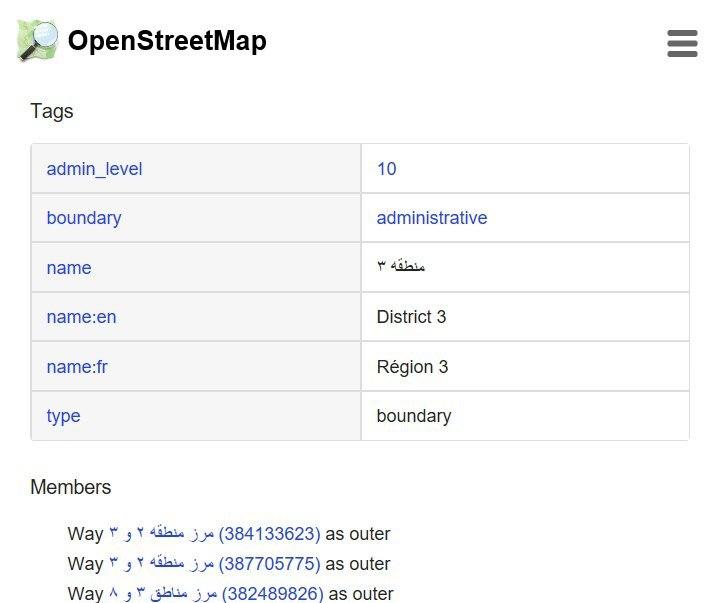 OpenStreetMap
Tags
admin_level 10
boundary administrative
name منطقه ۳
name:en District 3
name:fr Région 3
type boundary
Members
Way مرز منطقه ۲ و ۳ (384133623) as outer
Way مرز منطقه ۲ و ۳ (387705775) as outer
Way مرز مناطق ۳ و ۸ (382489826) as outer